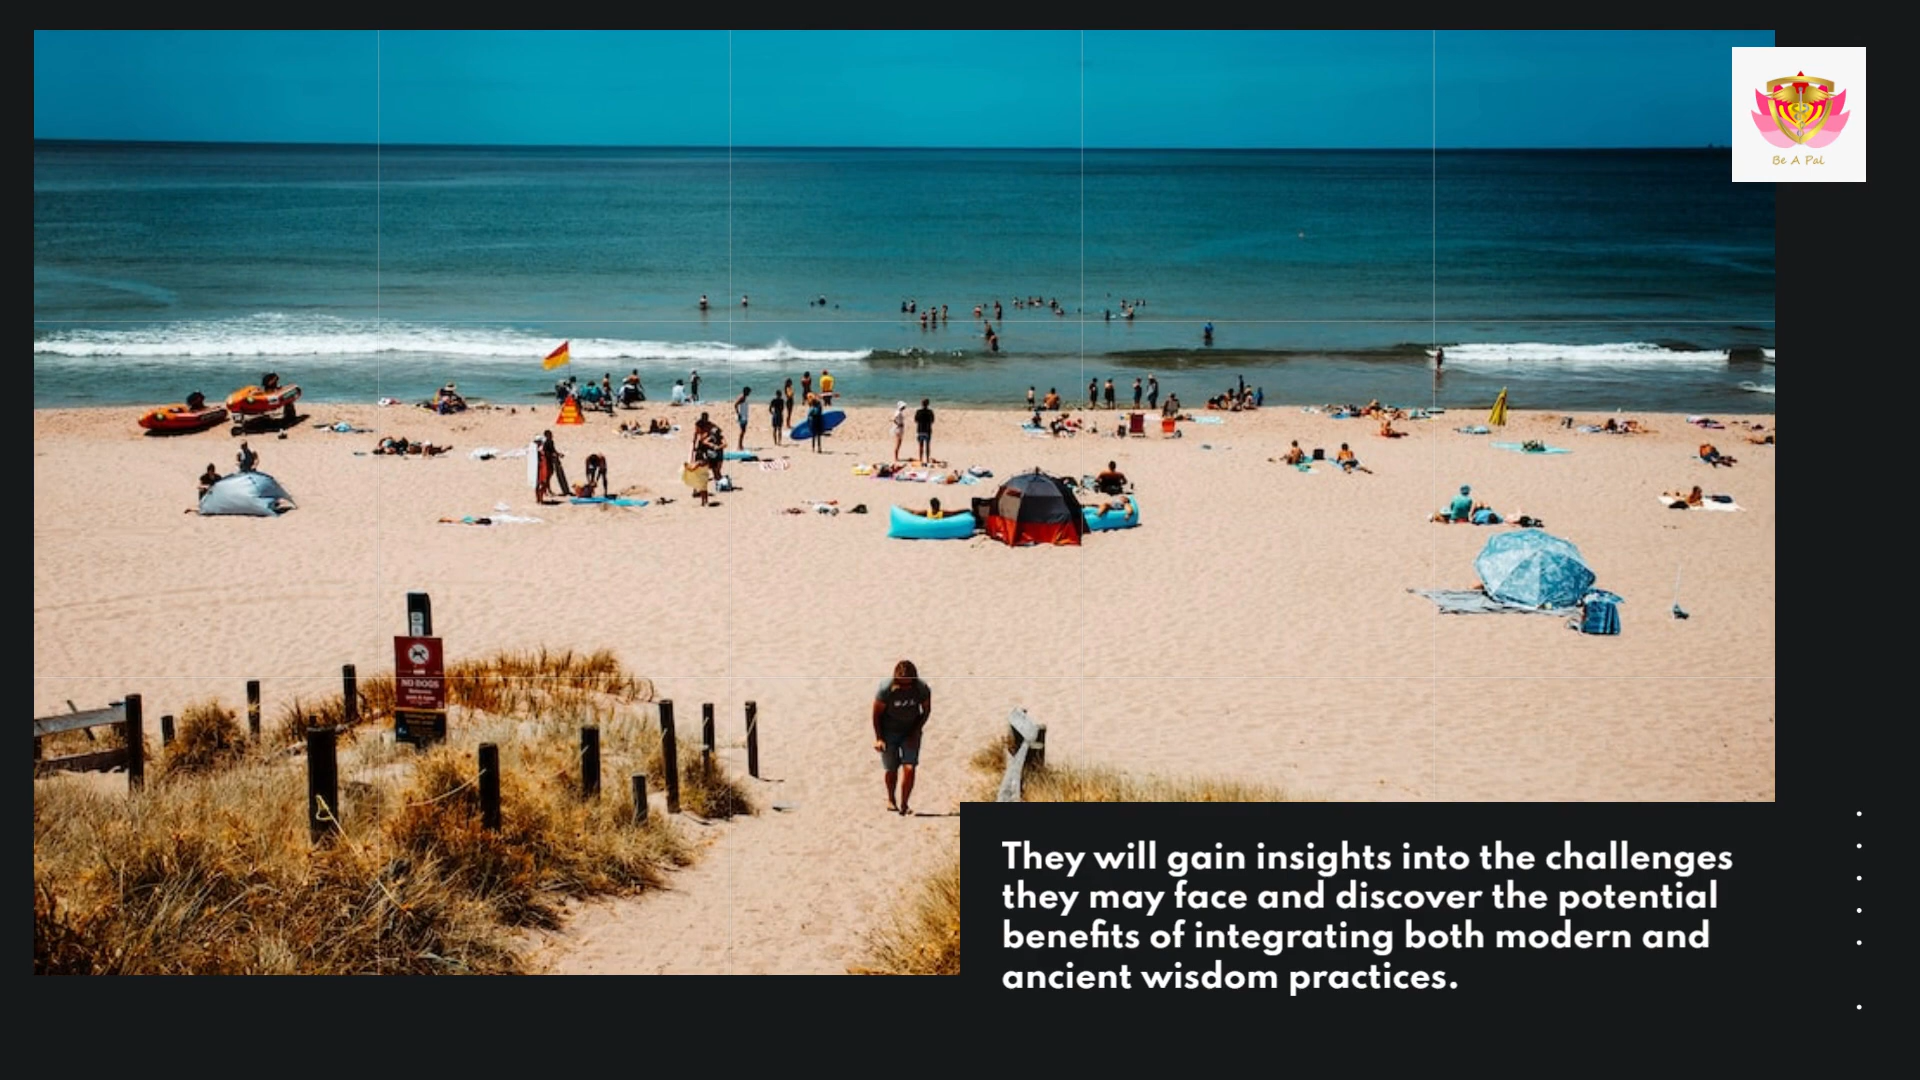 Be A Pal
NO DOGS
They will gain insights into the challenges
they may face and discover the potential
benefits of integrating both modern and
ancient wisdom practices.